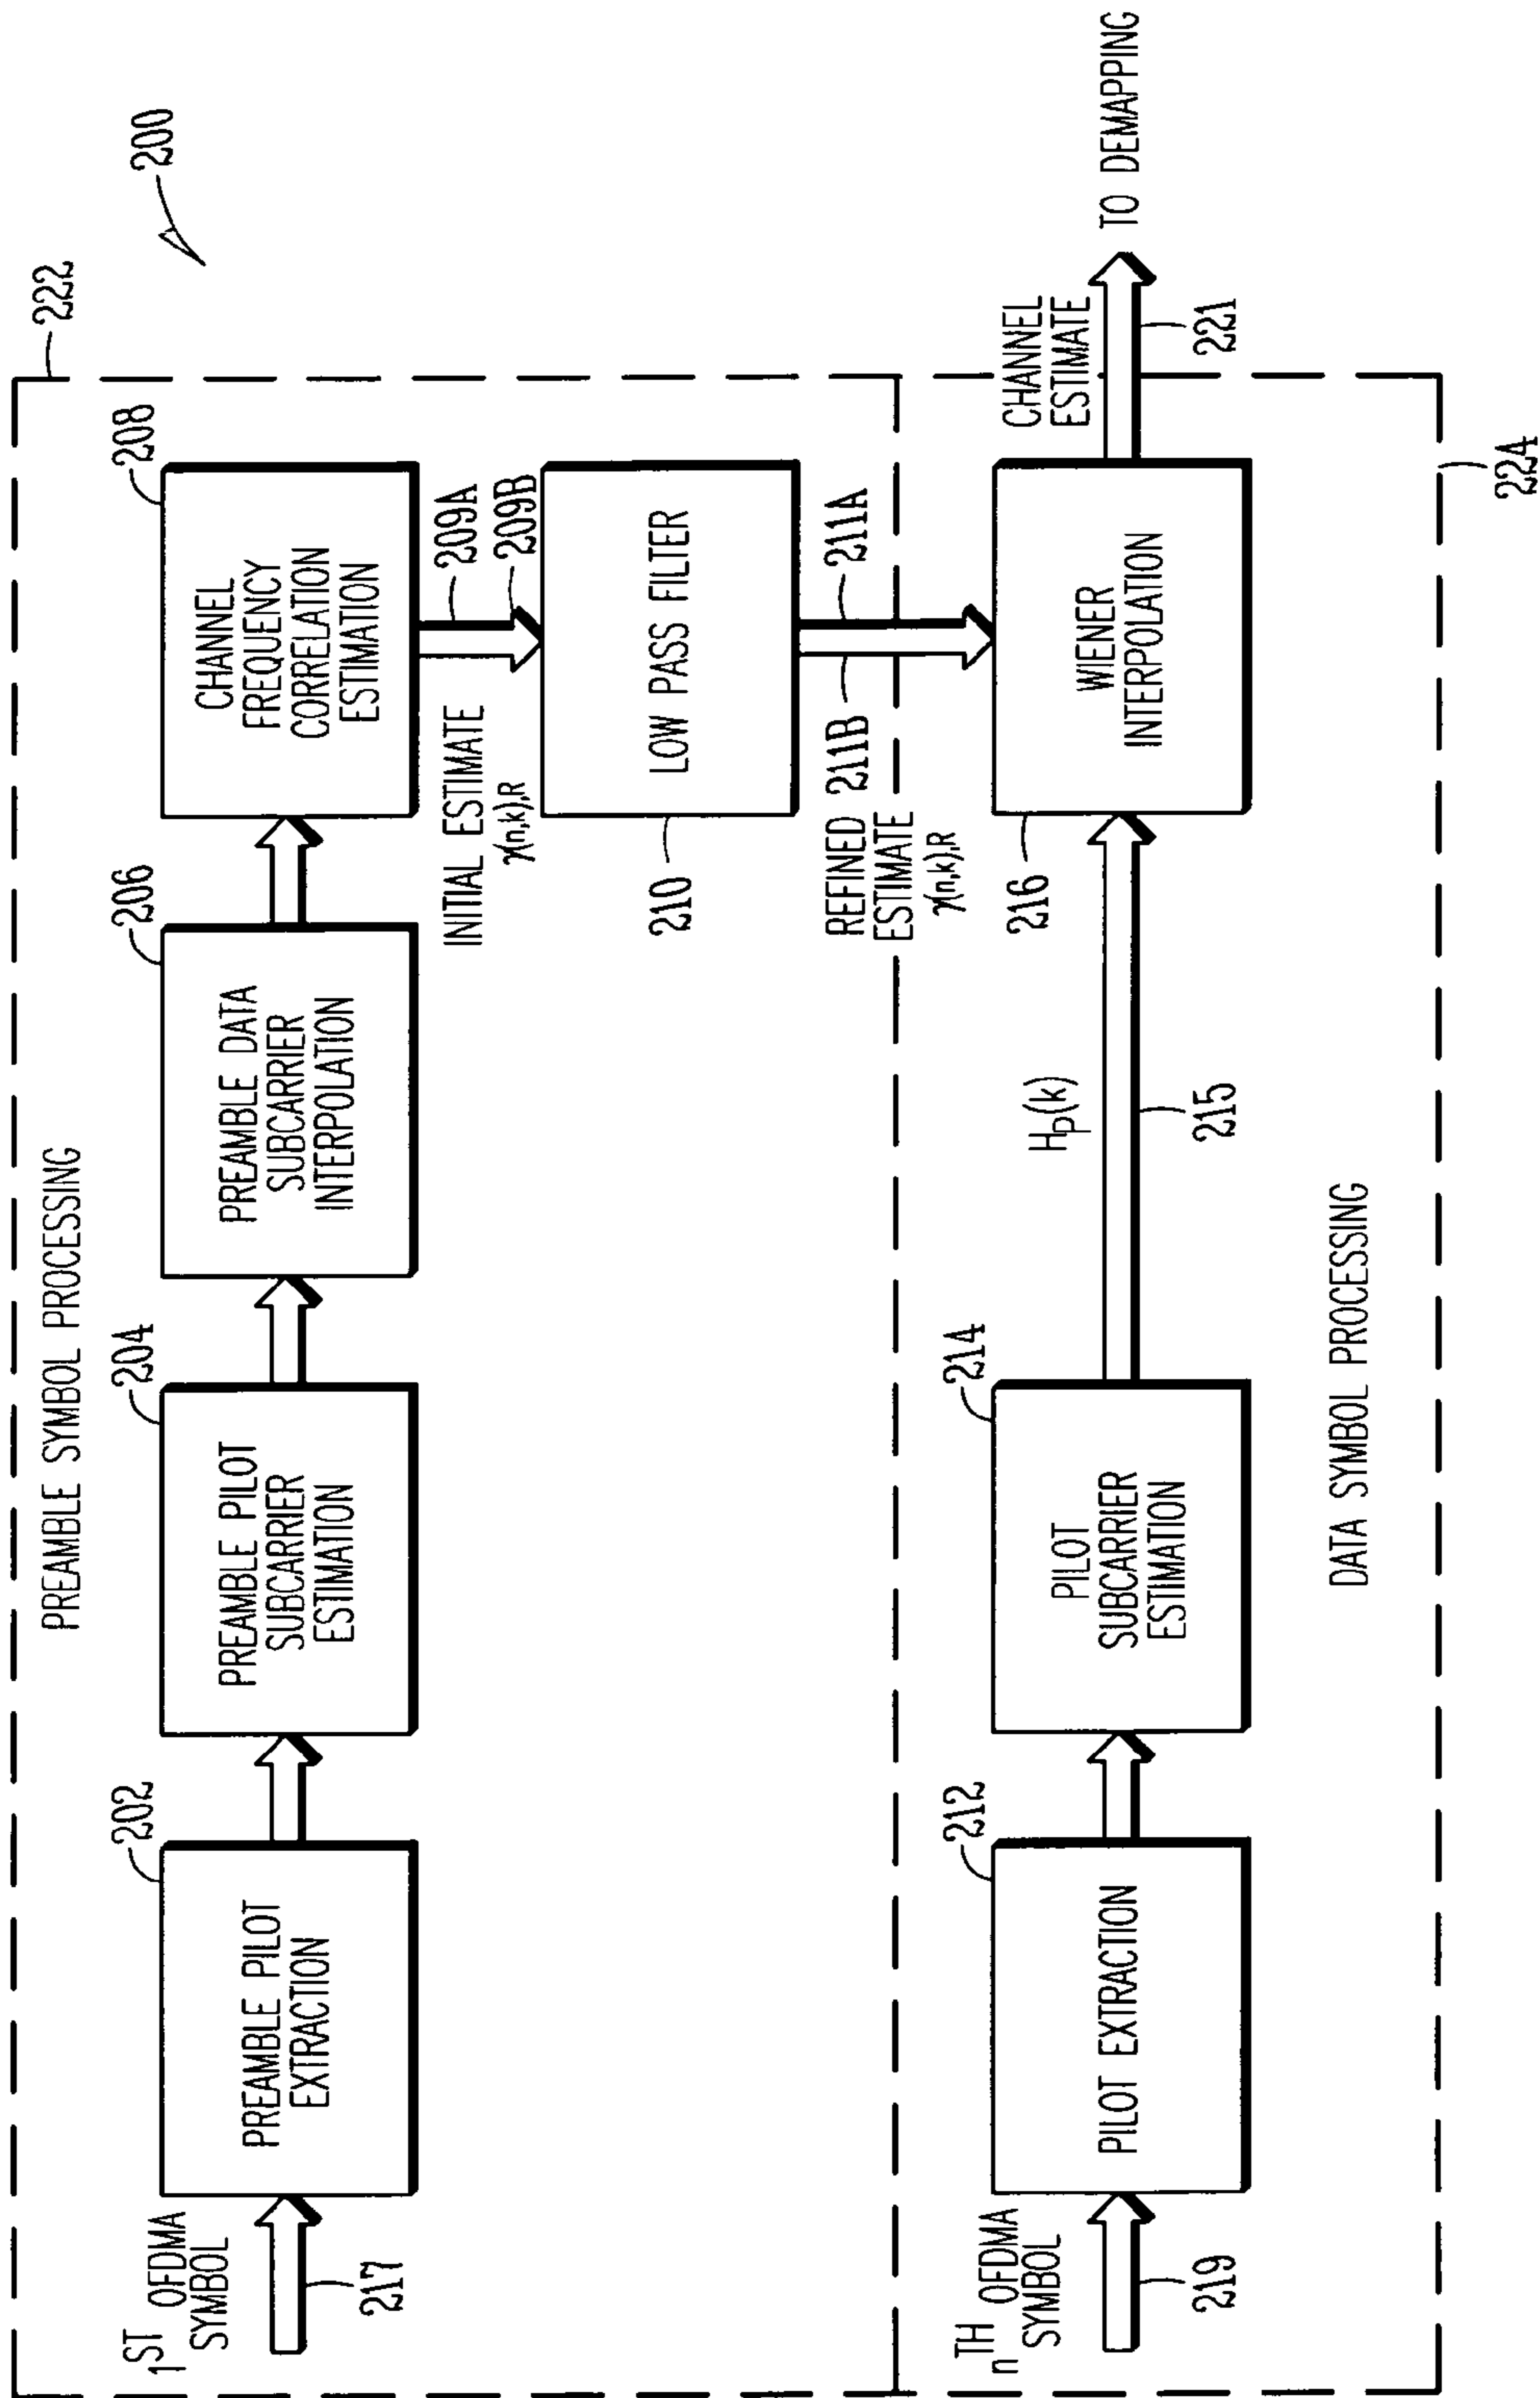 200
222
PREAMBLE SYMBOL PROCESSING
1ST OFDMA
SYMBOL
217
202
PREAMBLE PILOT
EXTRACTION
204
PREAMBLE PILOT
SUBCARRIER
ESTIMATION
206
PREAMBLE DATA
SUBCARRIER
INTERPOLATION
208
CHANNEL
FREQUENCY
CORRELATION
ESTIMATION
INITIAL ESTIMATE
γ(n,k),R
209A
209B
LOW PASS FILTER
210
REFINED
ESTIMATE
γ(n,k),R
211B
211A
nTH OFDMA
SYMBOL
219
212
PILOT EXTRACTION
214
PILOT
SUBCARRIER
ESTIMATION
Hp(k)
215
216
WIENER
INTERPOLATION
CHANNEL
ESTIMATE
221
TO DEMAPPING
DATA SYMBOL PROCESSING
224